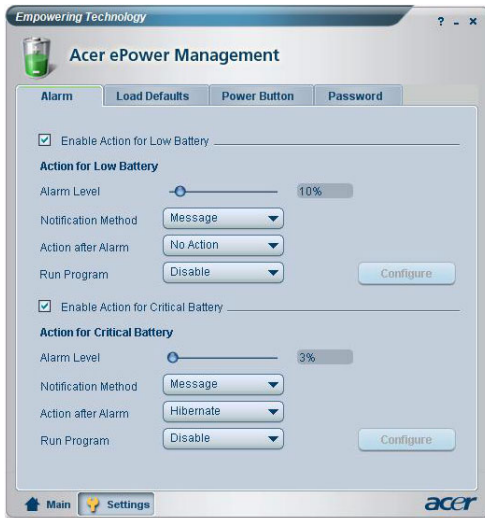 Empowering Technology
? - x
Acer ePower Management
Alarm Load Defaults Power Button Password
Enable Action for Low Battery
Action for Low Battery
Alarm Level 10%
Notification Method Message
Action after Alarm No Action
Run Program Disable Configure
Enable Action for Critical Battery
Action for Critical Battery
Alarm Level 3%
Notification Method Message
Action after Alarm Hibernate
Run Program Disable Configure
Main Settings acer